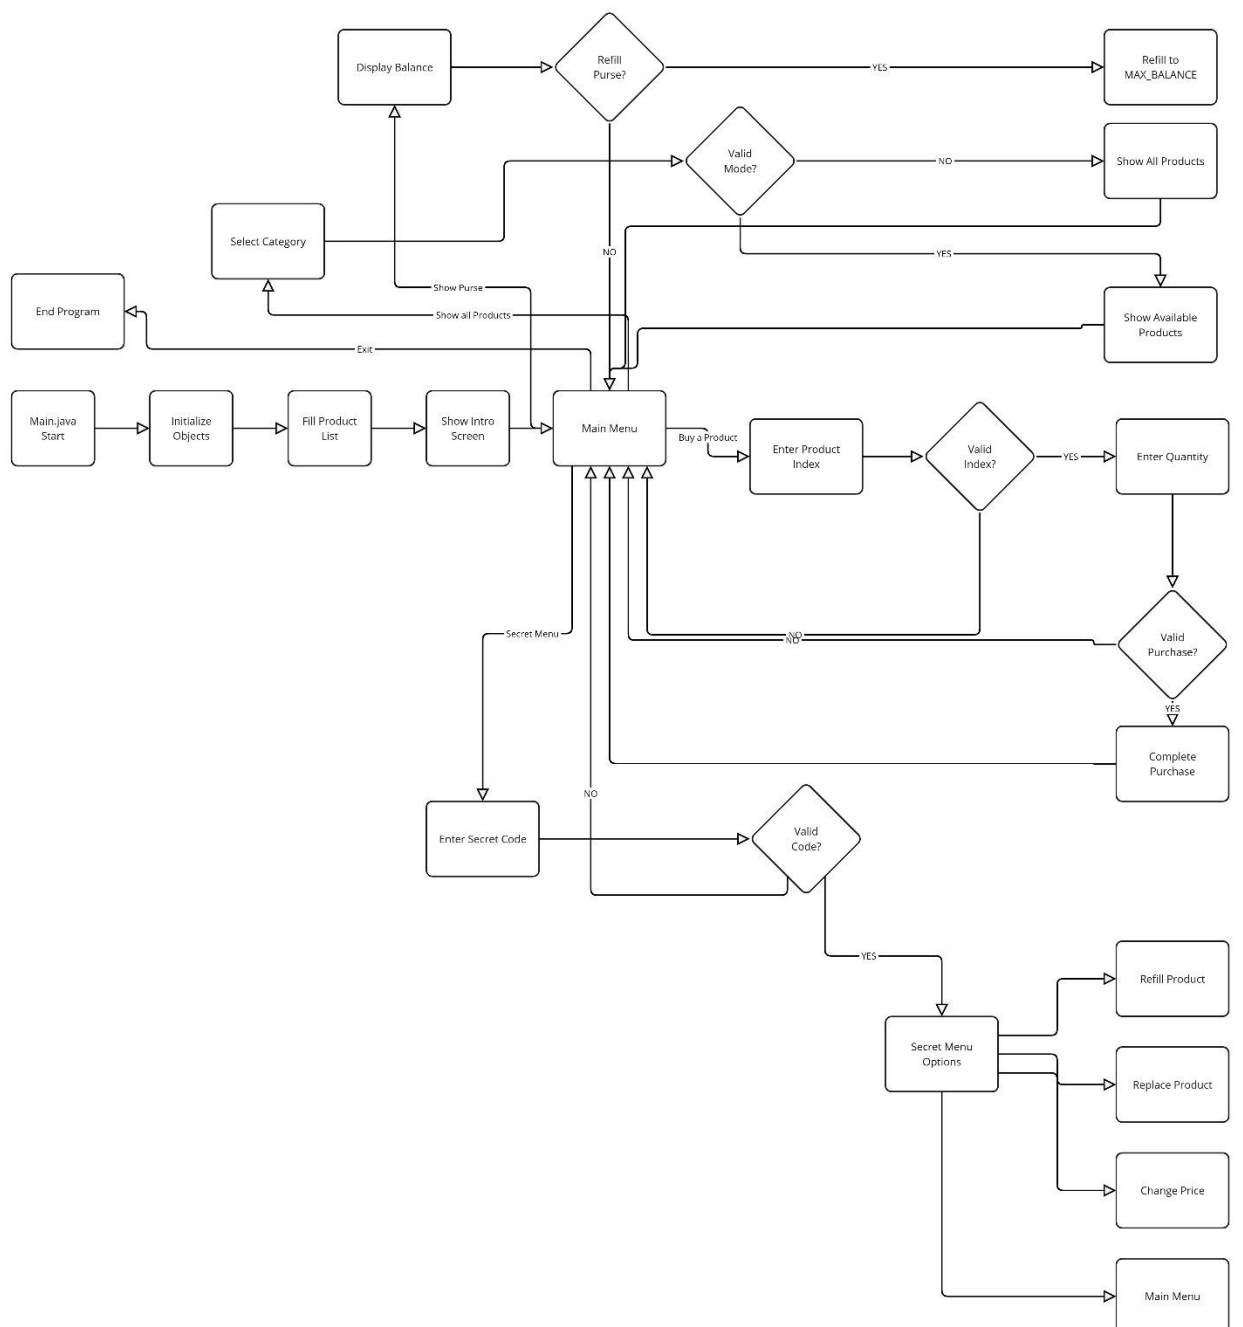 Display Balance
Refill
Purse?
YES
Refill to
MAX_BALANCE
Valid
Mode?
NO
Show All Products
Select Category
NO
YES
End Program
Show Purse
Show all Products
Show Available
Products
Exit
Main.java
Start
Initialize
Objects
Fill Product
List
Show Intro
Screen
Main Menu
Buy a Product
Enter Product
Index
Valid
Index?
YES
Enter Quantity
Secret Menu
NO
NO
Valid
Purchase?
YES
Complete
Purchase
NO
Enter Secret Code
Valid
Code?
YES
Refill Product
Secret Menu
Options
Replace Product
Change Price
Main Menu